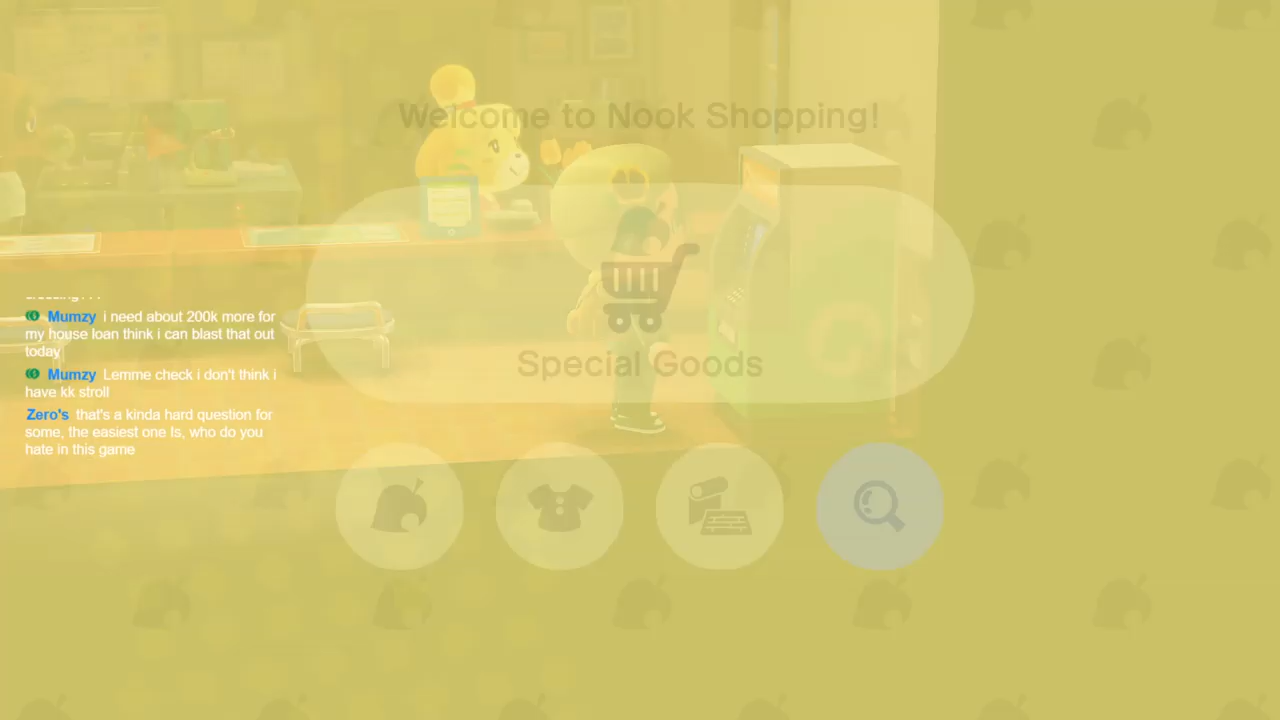 Welcome to Nook Shopping!
Special Goods
Mumzy i need about 200k more for
my house loan think i can blast that out
today
Mumzy Lemme check i don't think i
have kk stroll
Zero's that's a kinda hard question for
some, the easiest one Is, who do you
hate in this game